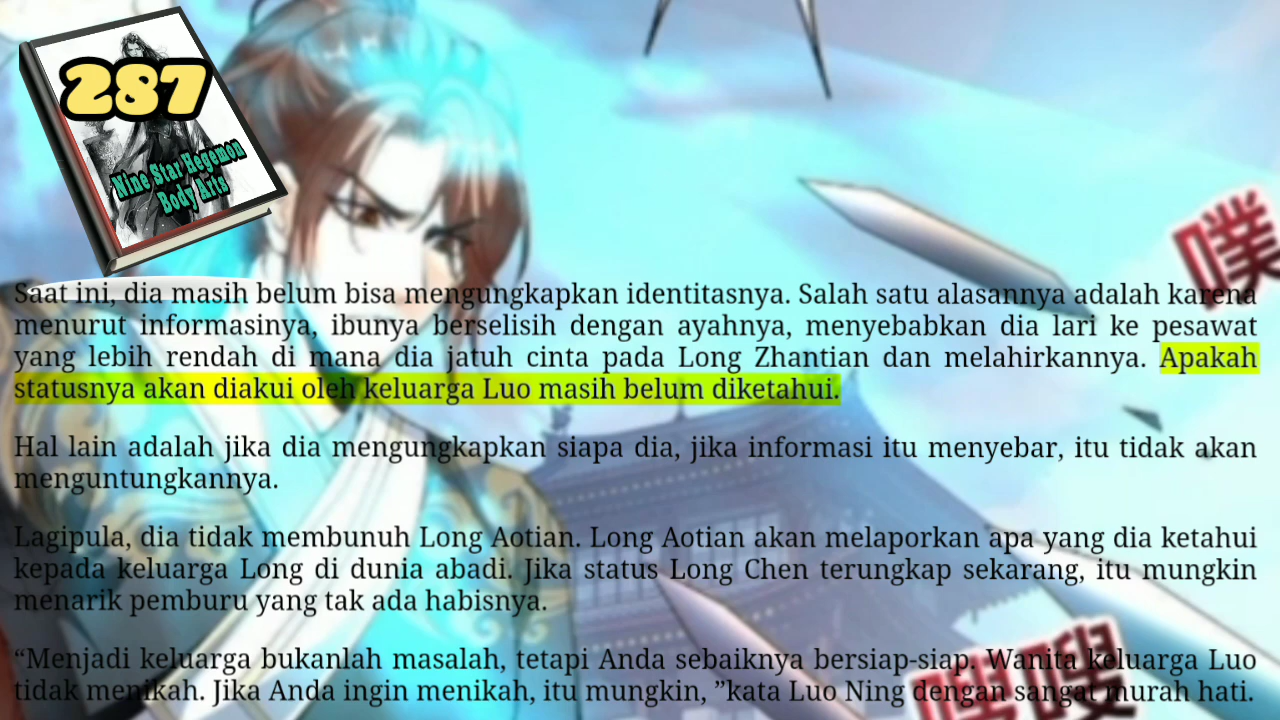 287
Nine Star Hegemon
Body Arts
噗
Saat ini, dia masih belum bisa mengungkapkan identitasnya. Salah satu alasannya adalah karena
menurut informasinya, ibunya berselisih dengan ayahnya, menyebabkan dia lari ke pesawat
yang lebih rendah di mana dia jatuh cinta pada Long Zhantian dan melahirkannya. Apakah
statusnya akan diakui oleh keluarga Luo masih belum diketahui.
Hal lain adalah jika dia mengungkapkan siapa dia, jika informasi itu menyebar, itu tidak akan
menguntungkannya.
Lagipula, dia tidak membunuh Long Aotian. Long Aotian akan melaporkan apa yang dia ketahui
kepada keluarga Long di dunia abadi. Jika status Long Chen terungkap sekarang, itu mungkin
menarik pemburu yang tak ada habisnya.
“Menjadi keluarga bukanlah masalah, tetapi Anda sebaiknya bersiap-siap. Wanita keluarga Luo
tidak menikah. Jika Anda ingin menikah, itu mungkin, ”kata Luo Ning dengan sangat murah hati.
嗖嗖